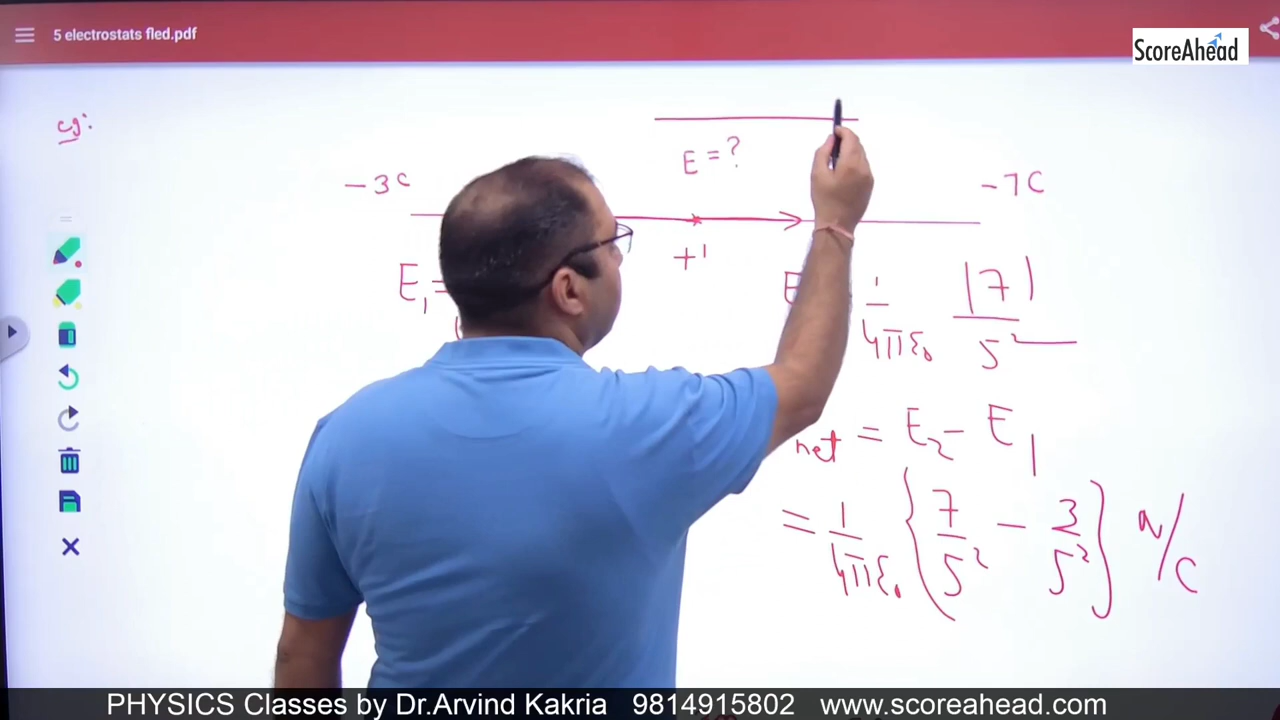 5 electrostats fled.pdf
ScoreAhead
eg:
E = ?
-3C
-7C
+1
E₁ =
E
1/4πε₀ |7|/5²
net = E₂ - E₁
= 1/4πε₀ {7/5² - 3/5²} N/C
PHYSICS Classes by Dr.Arvind Kakria 9814915802 www.scoreahead.com